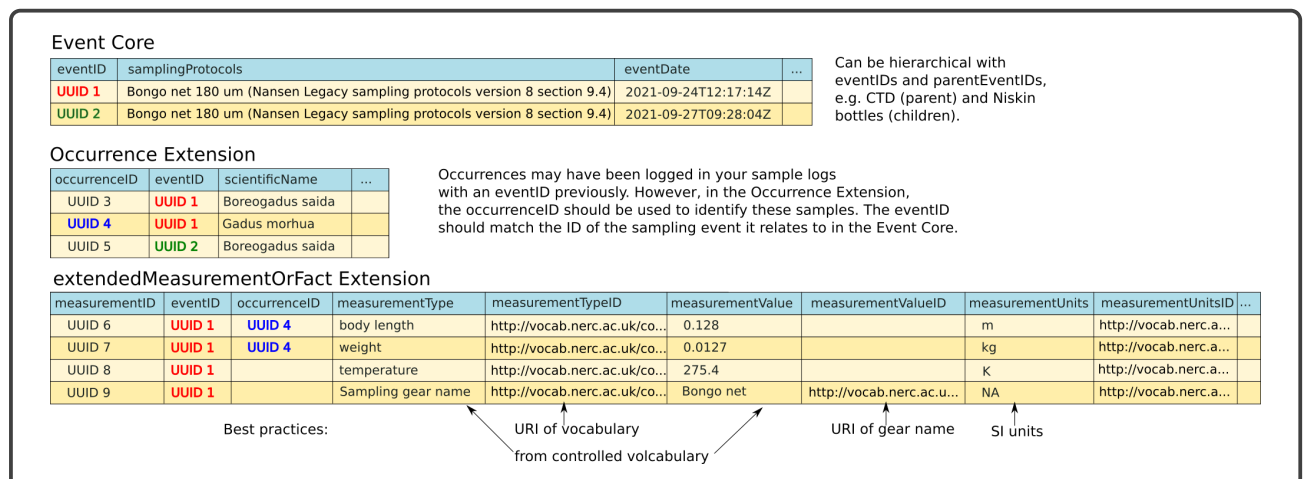 Event Core
eventID samplingProtocols eventDate ...
UUID 1 Bongo net 180 um (Nansen Legacy sampling protocols version 8 section 9.4) 2021-09-24T12:17:14Z
UUID 2 Bongo net 180 um (Nansen Legacy sampling protocols version 8 section 9.4) 2021-09-27T09:28:04Z
Can be hierarchical with
eventIDs and parentEventIDs,
e.g. CTD (parent) and Niskin
bottles (children).
Occurrence Extension
occurrenceID eventID scientificName ...
UUID 3 UUID 1 Boreogadus saida
UUID 4 UUID 1 Gadus morhua
UUID 5 UUID 2 Boreogadus saida
Occurrences may have been logged in your sample logs
with an eventID previously. However, in the Occurrence Extension,
the occurrenceID should be used to identify these samples. The eventID
should match the ID of the sampling event it relates to in the Event Core.
extendedMeasurementOrFact Extension
measurementID eventID occurrenceID measurementType measurementTypeID measurementValue measurementValueID measurementUnits measurementUnitsID ...
UUID 6 UUID 1 UUID 4 body length http://vocab.nerc.ac.uk/co... 0.128 m http://vocab.nerc.a...
UUID 7 UUID 1 UUID 4 weight http://vocab.nerc.ac.uk/co... 0.0127 kg http://vocab.nerc.a...
UUID 8 UUID 1 temperature http://vocab.nerc.ac.uk/co... 275.4 K http://vocab.nerc.a...
UUID 9 UUID 1 Sampling gear name http://vocab.nerc.ac.uk/co... Bongo net http://vocab.nerc.ac.u... NA http://vocab.nerc.a...
Best practices: URI of vocabulary URI of gear name SI units
from controlled volcabulary